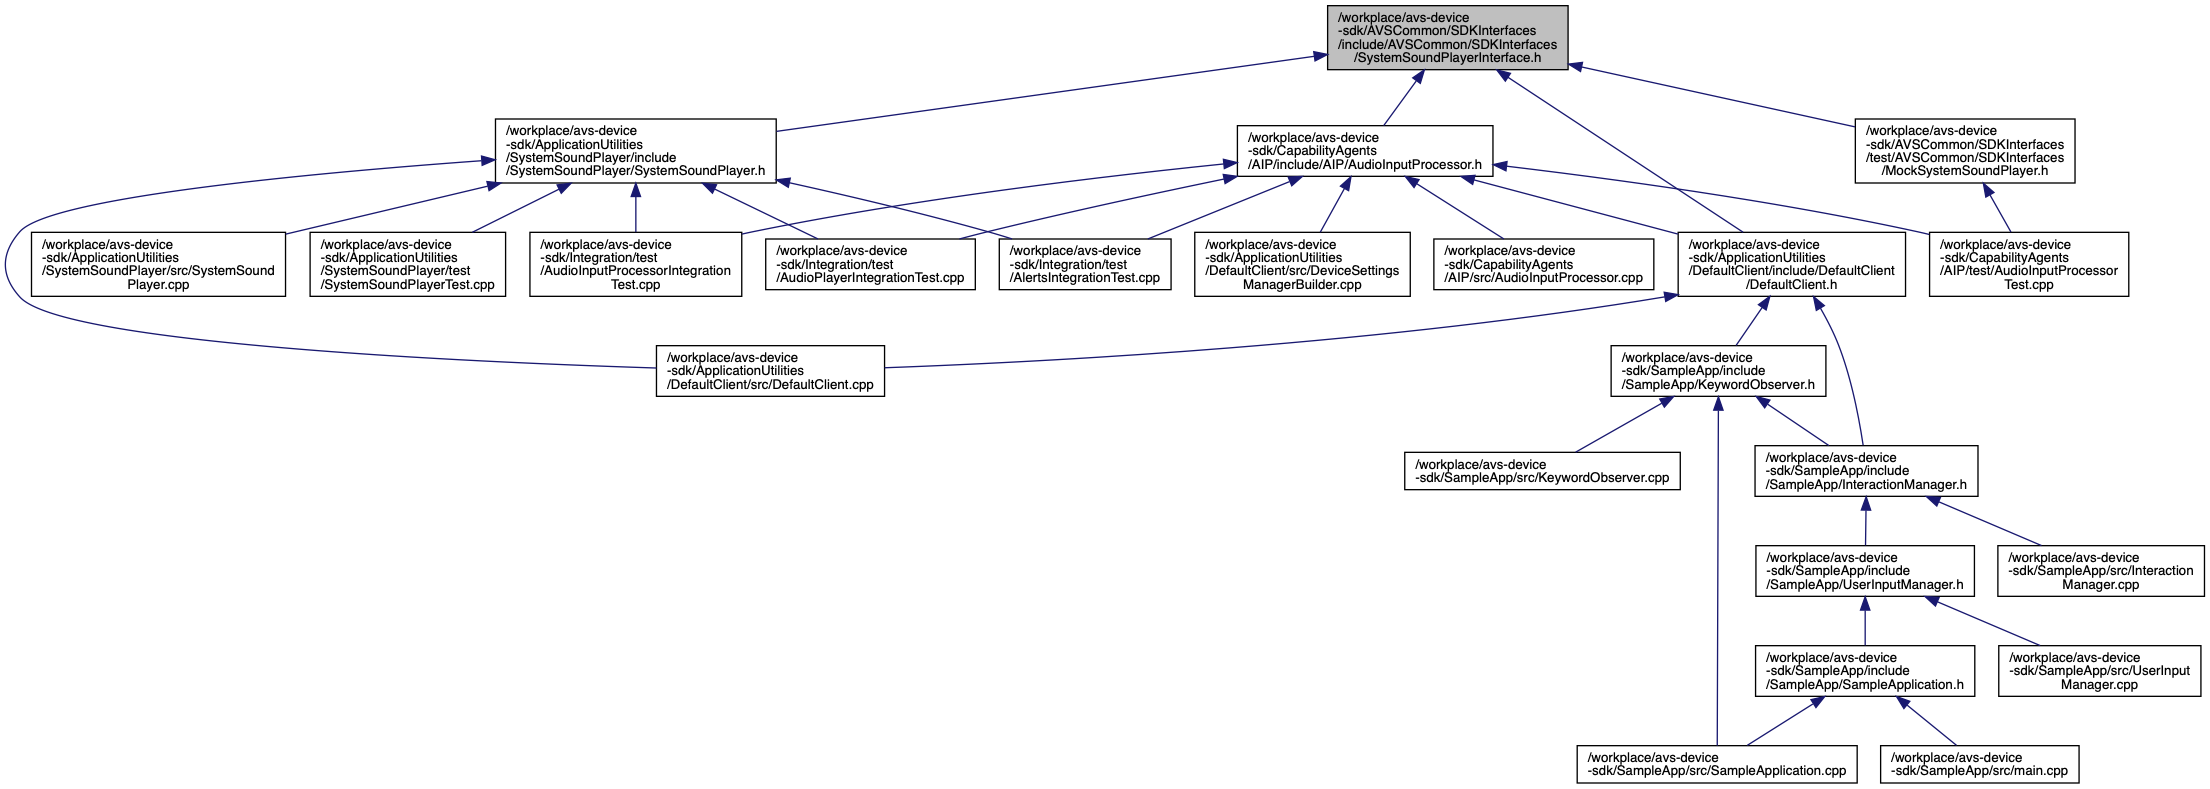 /workplace/avs-device
-sdk/AVSCommon/SDKInterfaces
/include/AVSCommon/SDKInterfaces
/SystemSoundPlayerInterface.h
/workplace/avs-device
-sdk/ApplicationUtilities
/SystemSoundPlayer/include
/SystemSoundPlayer/SystemSoundPlayer.h
/workplace/avs-device
-sdk/CapabilityAgents
/AIP/include/AIP/AudioInputProcessor.h
/workplace/avs-device
-sdk/AVSCommon/SDKInterfaces
/test/AVSCommon/SDKInterfaces
/MockSystemSoundPlayer.h
/workplace/avs-device
-sdk/ApplicationUtilities
/SystemSoundPlayer/src/SystemSound
Player.cpp
/workplace/avs-device
-sdk/ApplicationUtilities
/SystemSoundPlayer/test
/SystemSoundPlayerTest.cpp
/workplace/avs-device
-sdk/Integration/test
/AudioInputProcessorIntegration
Test.cpp
/workplace/avs-device
-sdk/Integration/test
/AudioPlayerIntegrationTest.cpp
/workplace/avs-device
-sdk/Integration/test
/AlertsIntegrationTest.cpp
/workplace/avs-device
-sdk/ApplicationUtilities
/DefaultClient/src/DeviceSettings
ManagerBuilder.cpp
/workplace/avs-device
-sdk/CapabilityAgents
/AIP/src/AudioInputProcessor.cpp
/workplace/avs-device
-sdk/ApplicationUtilities
/DefaultClient/include/DefaultClient
/DefaultClient.h
/workplace/avs-device
-sdk/CapabilityAgents
/AIP/test/AudioInputProcessor
Test.cpp
/workplace/avs-device
-sdk/ApplicationUtilities
/DefaultClient/src/DefaultClient.cpp
/workplace/avs-device
-sdk/SampleApp/include
/SampleApp/KeywordObserver.h
/workplace/avs-device
-sdk/SampleApp/src/KeywordObserver.cpp
/workplace/avs-device
-sdk/SampleApp/include
/SampleApp/InteractionManager.h
/workplace/avs-device
-sdk/SampleApp/include
/SampleApp/UserInputManager.h
/workplace/avs-device
-sdk/SampleApp/src/Interaction
Manager.cpp
/workplace/avs-device
-sdk/SampleApp/include
/SampleApp/SampleApplication.h
/workplace/avs-device
-sdk/SampleApp/src/UserInput
Manager.cpp
/workplace/avs-device
-sdk/SampleApp/src/SampleApplication.cpp
/workplace/avs-device
-sdk/SampleApp/src/main.cpp